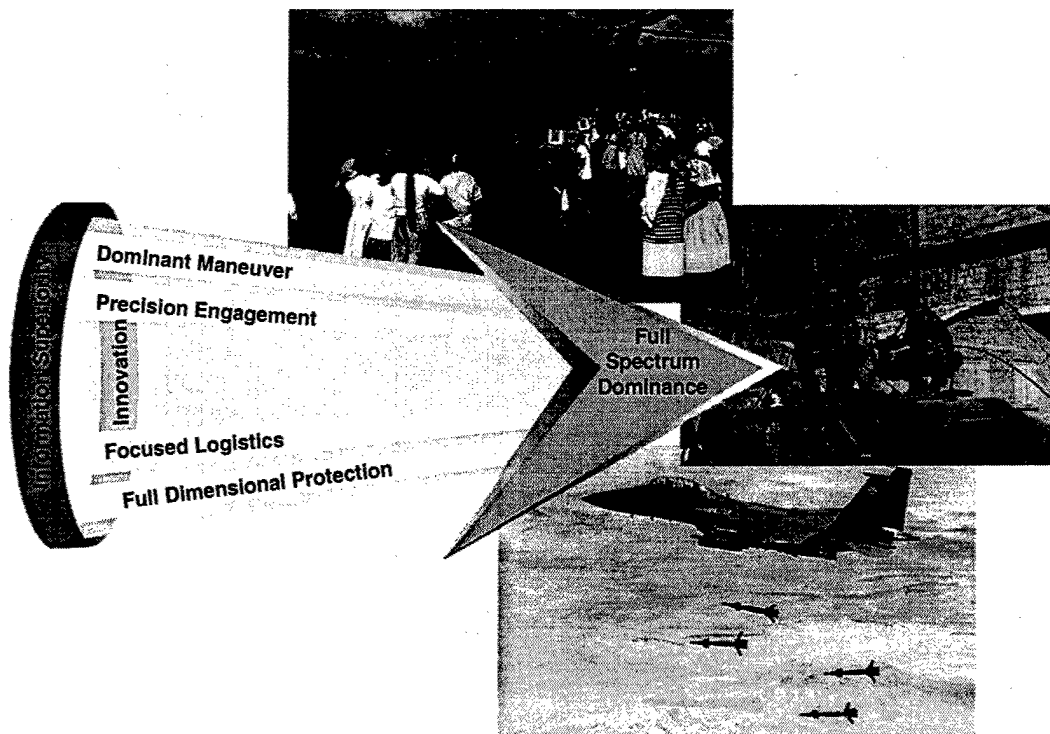 Information Superiority
Dominant Maneuver
Precision Engagement
Innovation
Focused Logistics
Full Dimensional Protection
Full
Spectrum
Dominance